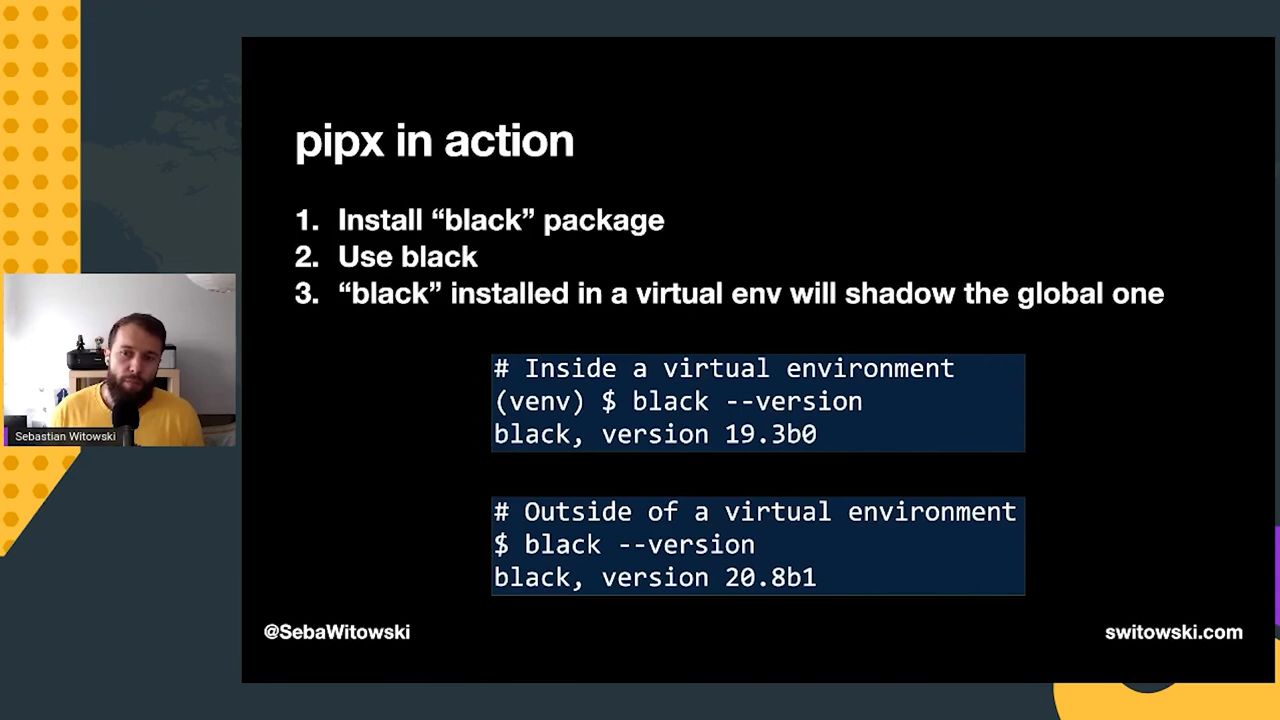 pipx in action
1. Install “black” package
2. Use black
3. “black” installed in a virtual env will shadow the global one
# Inside a virtual environment
(venv) $ black --version
black, version 19.3b0
# Outside of a virtual environment
$ black --version
black, version 20.8b1
Sebastian Witowski
@SebaWitowski
switowski.com